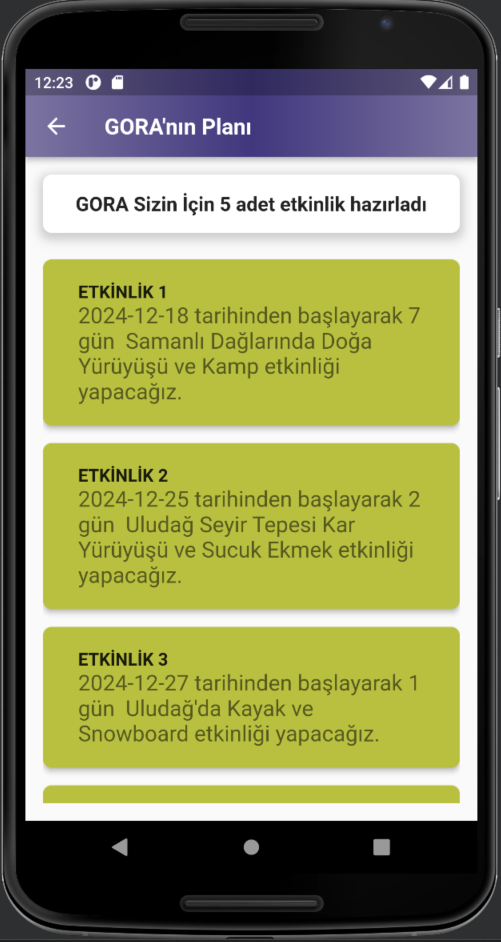 12:23
GORA'nın Planı
GORA Sizin İçin 5 adet etkinlik hazırladı
ETKİNLİK 1
2024-12-18 tarihinden başlayarak 7
gün  Samanlı Dağlarında Doğa
Yürüyüşü ve Kamp etkinliği
yapacağız.
ETKİNLİK 2
2024-12-25 tarihinden başlayarak 2
gün  Uludağ Seyir Tepesi Kar
Yürüyüşü ve Sucuk Ekmek etkinliği
yapacağız.
ETKİNLİK 3
2024-12-27 tarihinden başlayarak 1
gün  Uludağ'da Kayak ve
Snowboard etkinliği yapacağız.